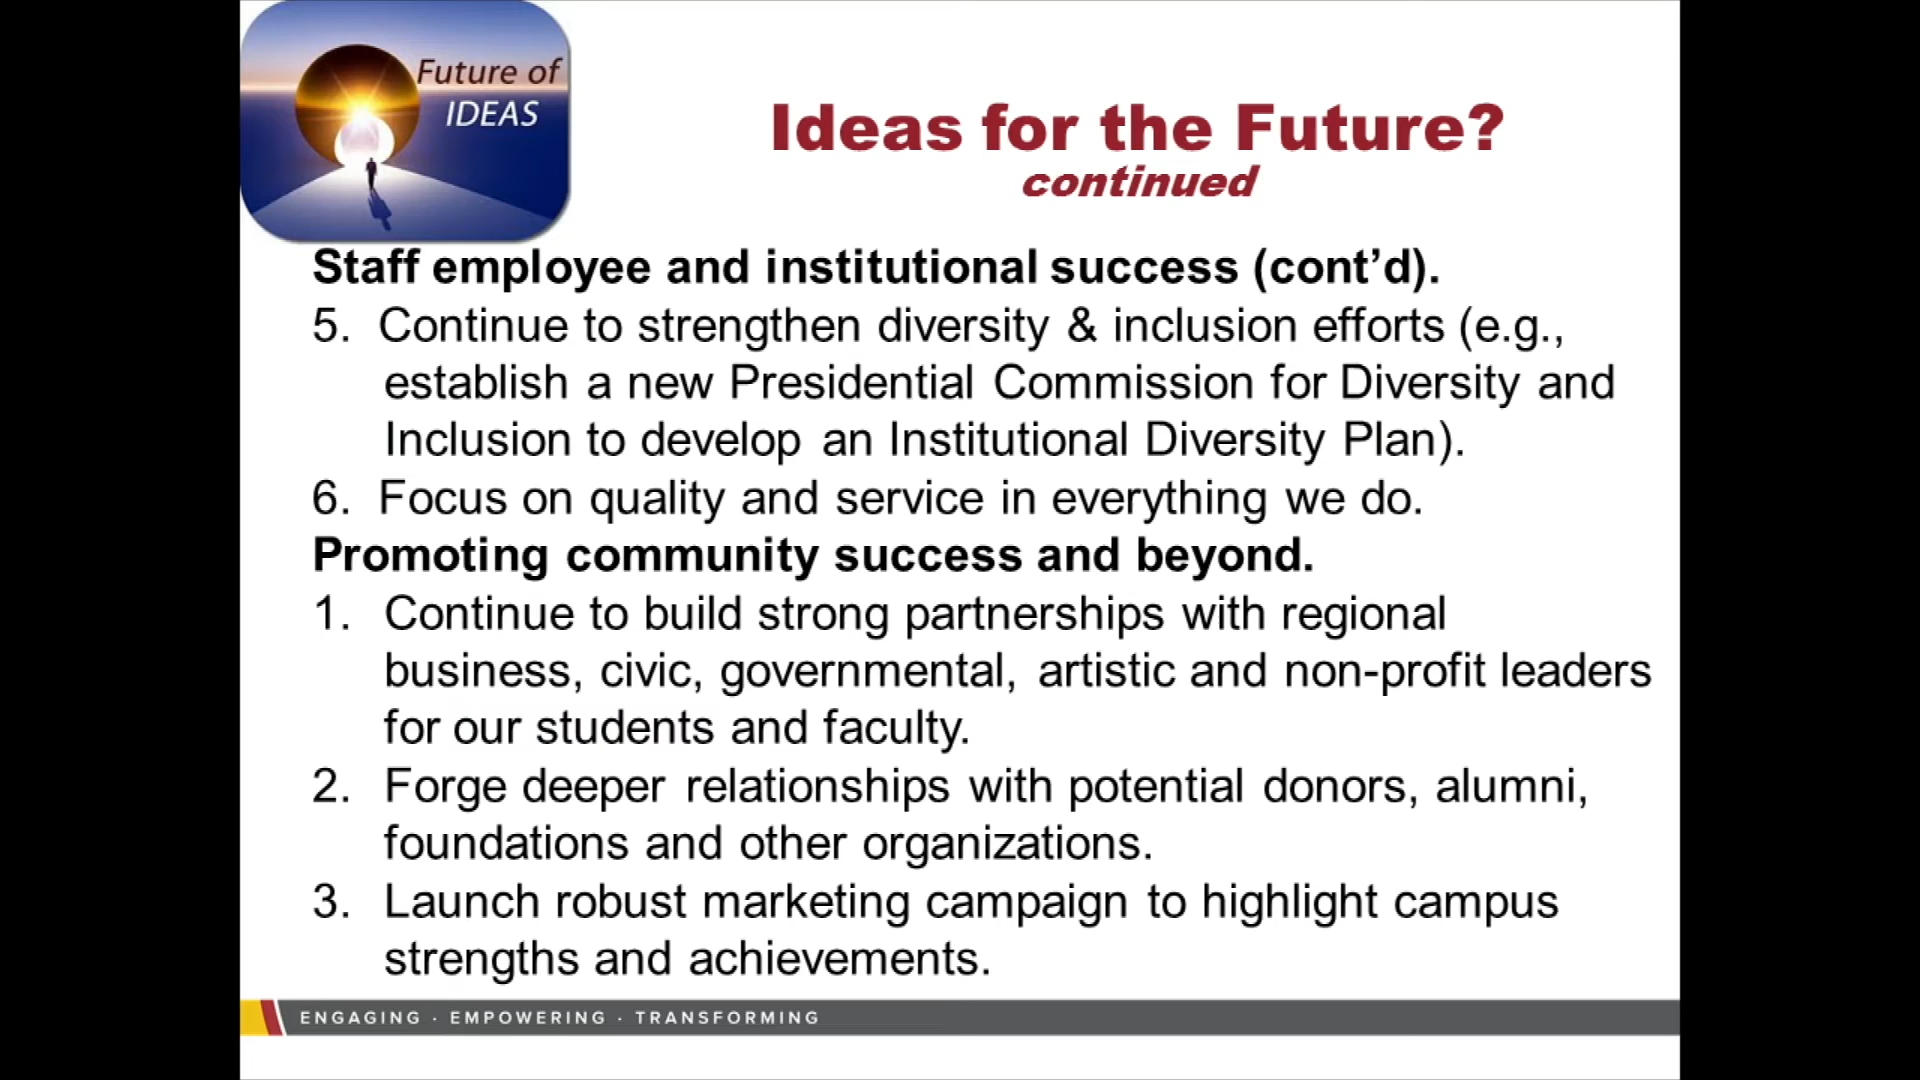 Future of
IDEAS
Ideas for the Future?
continued
Staff employee and institutional success (cont’d).
5. Continue to strengthen diversity & inclusion efforts (e.g.,
establish a new Presidential Commission for Diversity and
Inclusion to develop an Institutional Diversity Plan).
6. Focus on quality and service in everything we do.
Promoting community success and beyond.
1. Continue to build strong partnerships with regional
business, civic, governmental, artistic and non-profit leaders
for our students and faculty.
2. Forge deeper relationships with potential donors, alumni,
foundations and other organizations.
3. Launch robust marketing campaign to highlight campus
strengths and achievements.
ENGAGING · EMPOWERING · TRANSFORMING